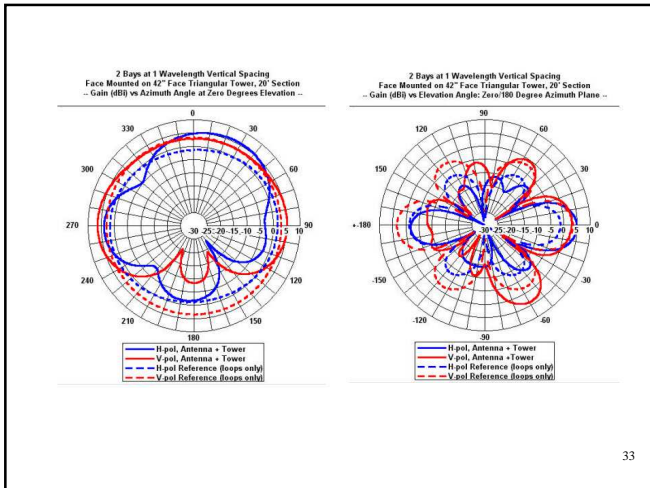 2 Bays at 1 Wavelength Vertical Spacing
Face Mounted on 42" Face Triangular Tower, 20' Section
-- Gain (dBi) vs Azimuth Angle at Zero Degrees Elevation --
0
330
30
300
60
270
-30 -25 -20 -15 -10 -5 0 5 10
90
240
120
210
150
180
H-pol, Antenna + Tower
V-pol, Antenna + Tower
H-pol Reference (loops only)
V-pol Reference (loops only)
2 Bays at 1 Wavelength Vertical Spacing
Face Mounted on 42" Face Triangular Tower, 20' Section
-- Gain (dBi) vs Elevation Angle: Zero/180 Degree Azimuth Plane --
90
120
60
150
30
+-180
-30 -25 -20 -15 -10 -5 0 5 10
0
-150
-30
-120
-60
-90
H-pol, Antenna + Tower
V-pol, Antenna +Tower
H-pol Reference (loops only)
V-pol Reference (loops only)
33